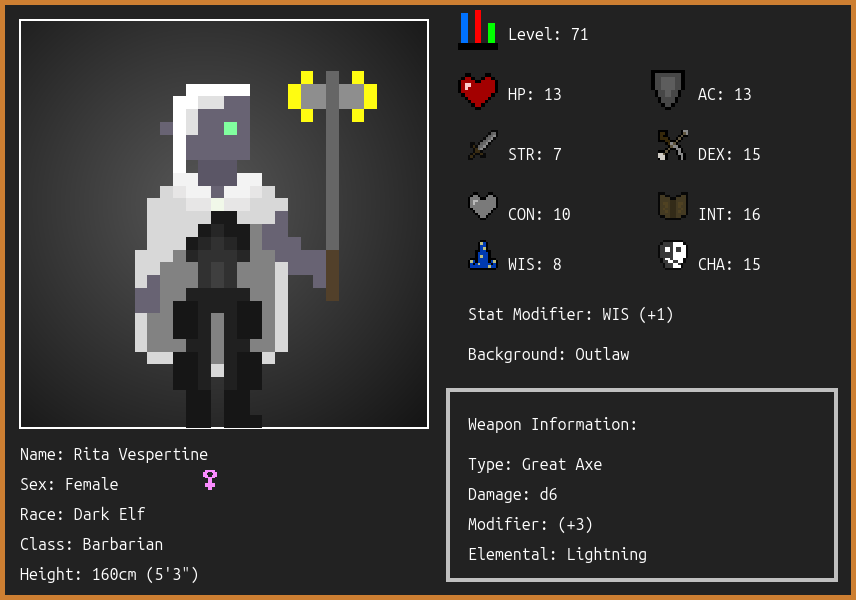 Level: 71
HP: 13
AC: 13
STR: 7
DEX: 15
CON: 10
INT: 16
WIS: 8
CHA: 15
Stat Modifier: WIS (+1)
Background: Outlaw
Weapon Information:
Type: Great Axe
Damage: d6
Modifier: (+3)
Elemental: Lightning
Name: Rita Vespertine
Sex: Female
Race: Dark Elf
Class: Barbarian
Height: 160cm (5'3")